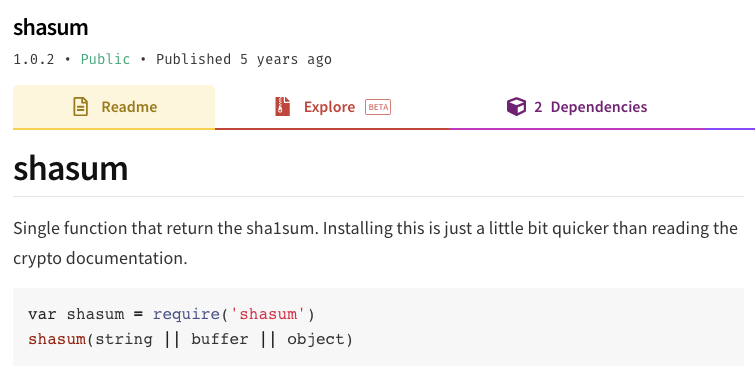 shasum
1.0.2 • Public • Published 5 years ago
Readme Explore BETA 2 Dependencies
shasum
Single function that return the sha1sum. Installing this is just a little bit quicker than reading the
crypto documentation.
var shasum = require('shasum')
shasum(string || buffer || object)